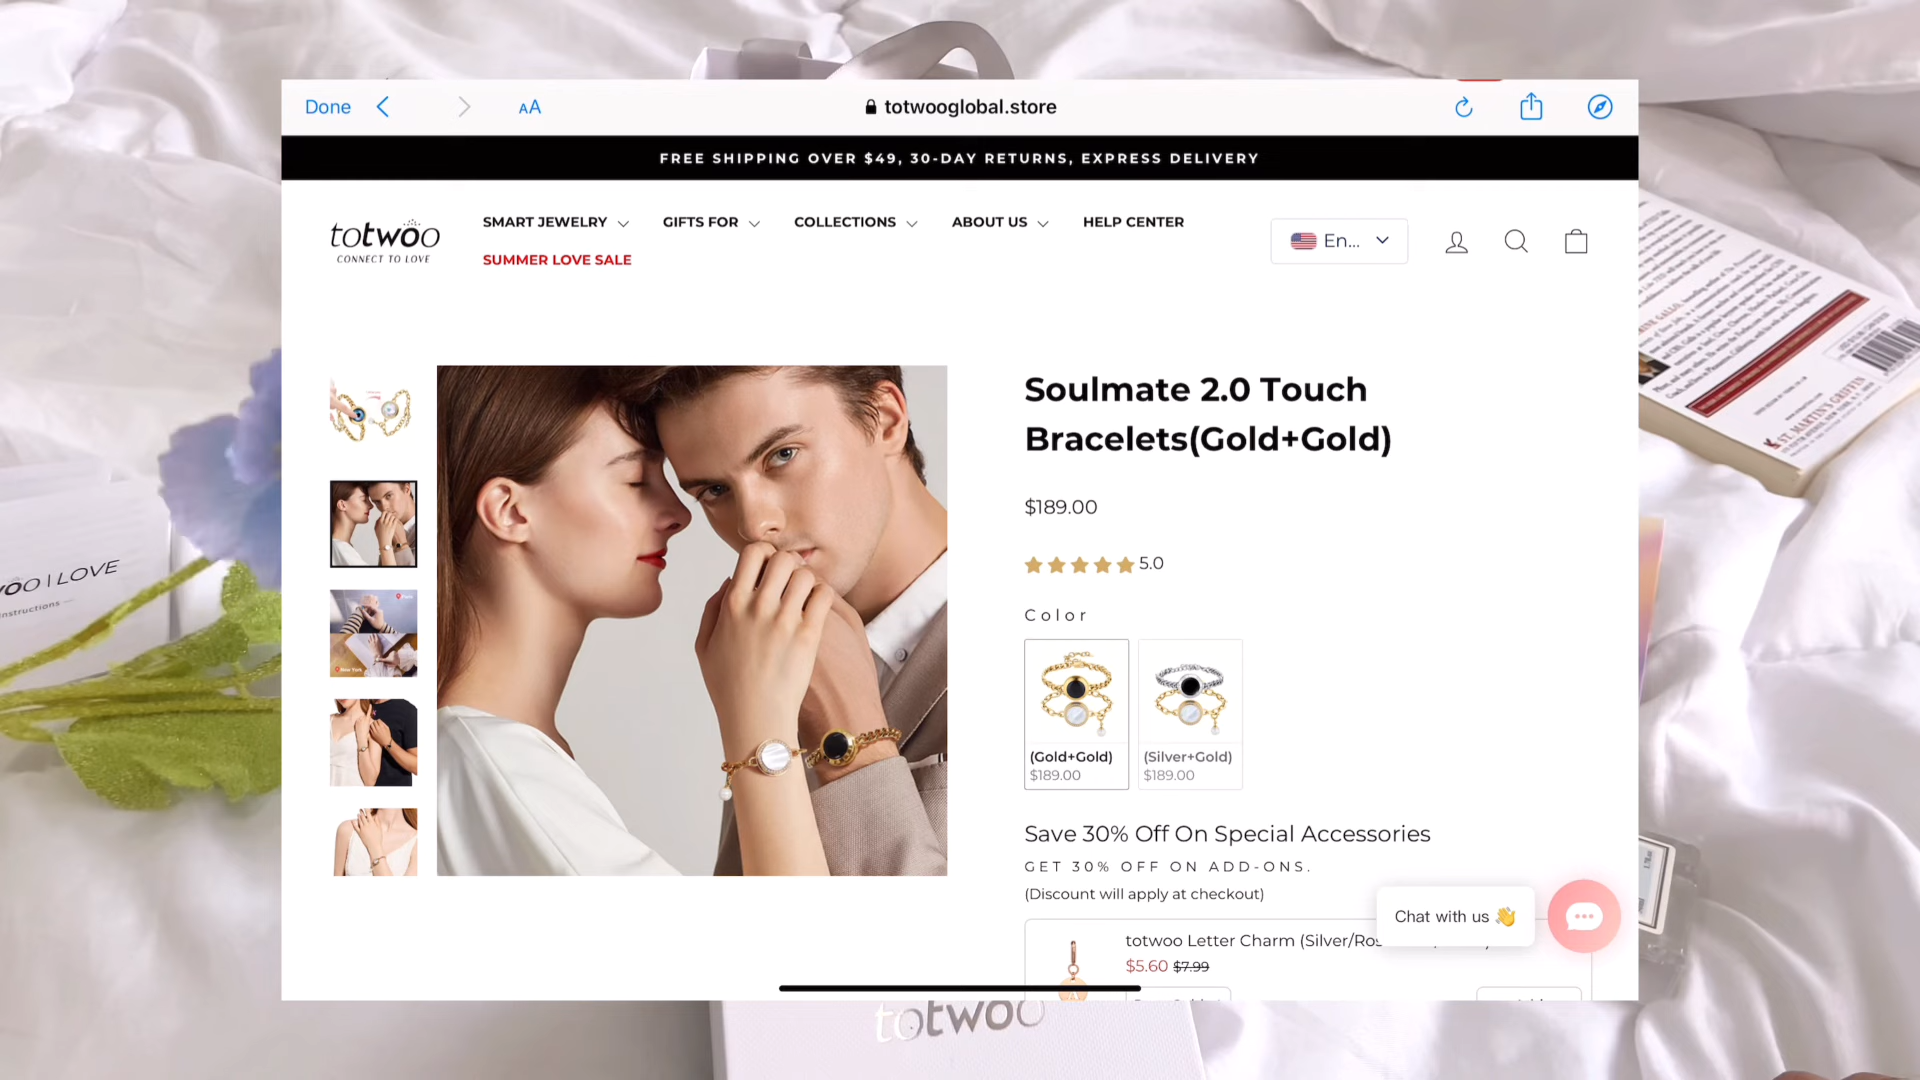 Done
AA
totwooglobal.store
FREE SHIPPING OVER $49, 30-DAY RETURNS, EXPRESS DELIVERY
totwoo
CONNECT TO LOVE
SMART JEWELRY
GIFTS FOR
COLLECTIONS
ABOUT US
HELP CENTER
En...
SUMMER LOVE SALE
Soulmate 2.0 Touch
Bracelets(Gold+Gold)
$189.00
5.0
Color
(Gold+Gold)
$189.00
(Silver+Gold)
$189.00
Save 30% Off On Special Accessories
GET 30% OFF ON ADD-ONS.
(Discount will apply at checkout)
Chat with us 👋
totwoo Letter Charm
$5.60 $7.99
LOVE
ST. MARTIN'S GRIFFIN
totwoo